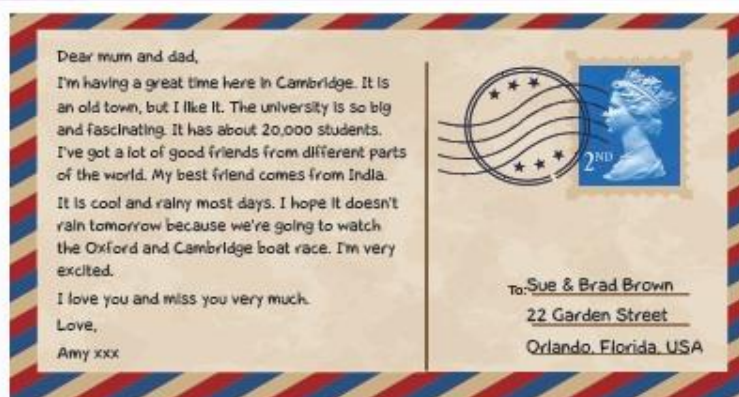 Dear mum and dad,
I'm having a great time here in Cambridge. It is
an old town, but I like it. The university is so big
and fascinating. It has about 20,000 students.
I've got a lot of good friends from different parts
of the world. My best friend comes from India.
It is cool and rainy most days. I hope it doesn't
rain tomorrow because we're going to watch
the Oxford and Cambridge boat race. I'm very
excited.
I love you and miss you very much.
Love,
Amy xxx
2ND
To: Sue & Brad Brown
22 Garden Street
Orlando, Florida, USA